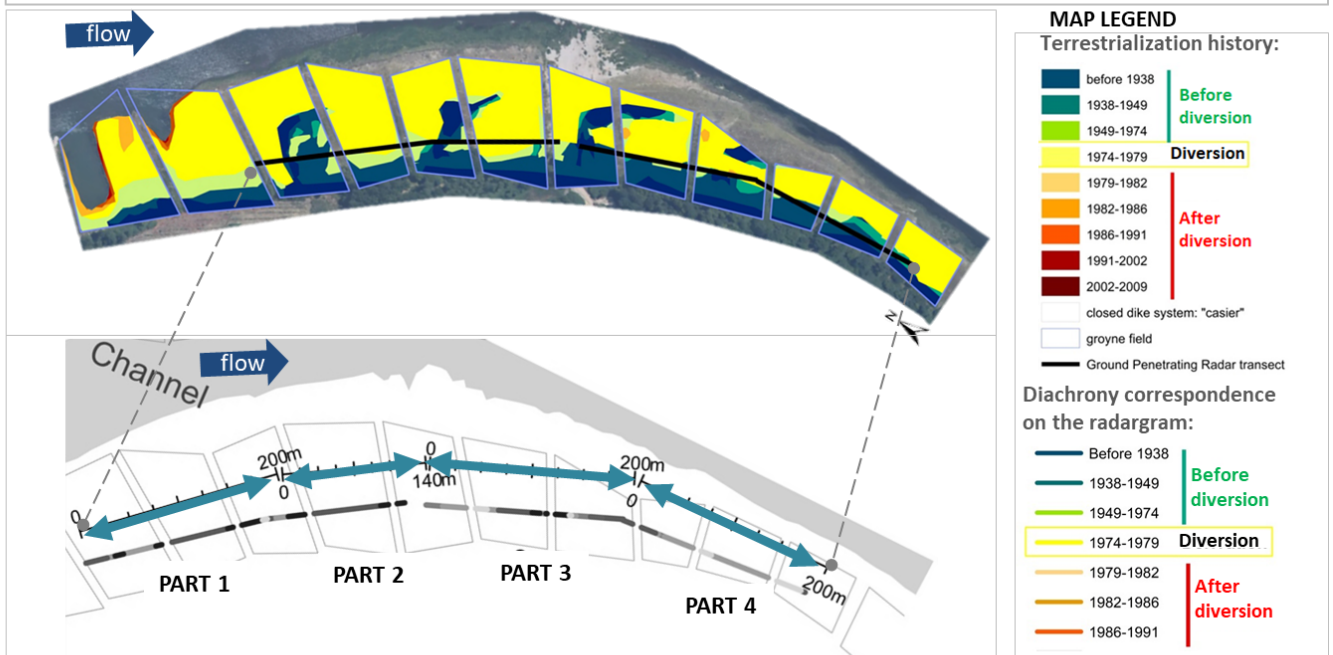 flow
N
Channel
flow
0
200m
0
0
140m
200m
0
200m
PART 1
PART 2
PART 3
PART 4
MAP LEGEND
Terrestrialization history:
before 1938
1938-1949
1949-1974
Before
diversion
1974-1979 Diversion
1979-1982
1982-1986
1986-1991
1991-2002
2002-2009
After
diversion
closed dike system: "casier"
groyne field
Ground Penetrating Radar transect
Diachrony correspondence
on the radargram:
Before 1938
1938-1949
1949-1974
Before
diversion
1974-1979 Diversion
1979-1982
1982-1986
1986-1991
After
diversion